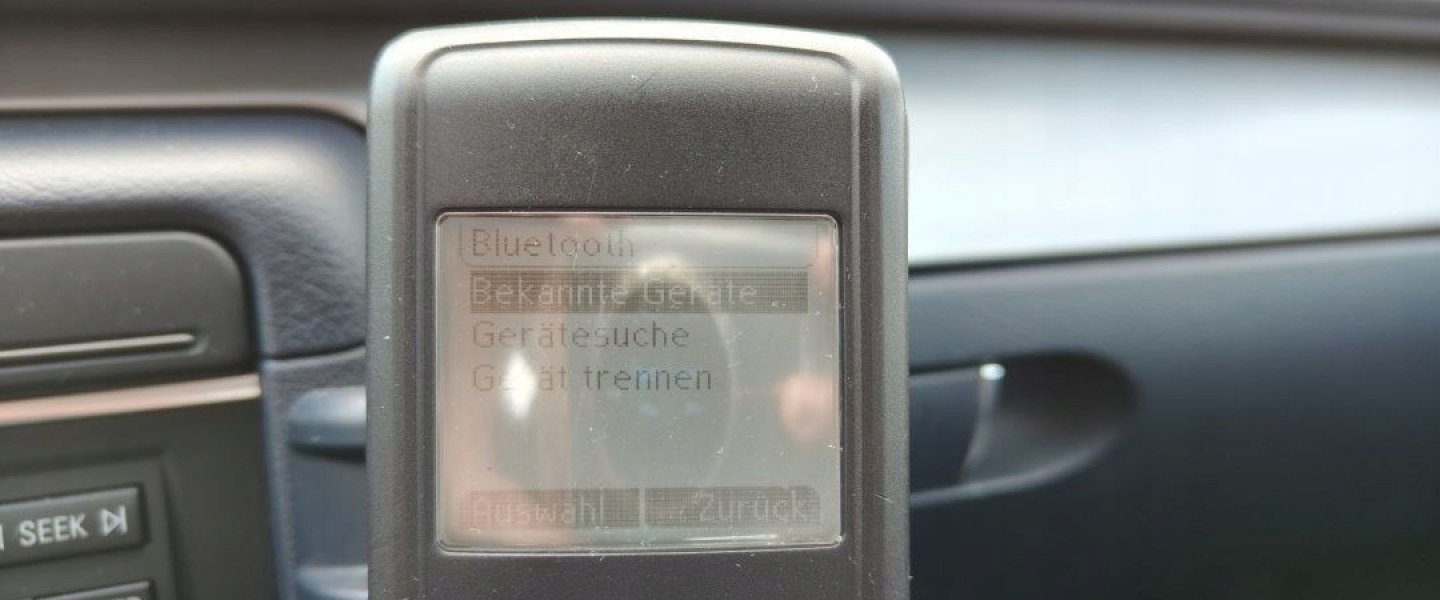 Bluetooth
Bekannte Geräte ..
Gerätesuche
Gerät trennen
Auswahl Zurück
SEEK